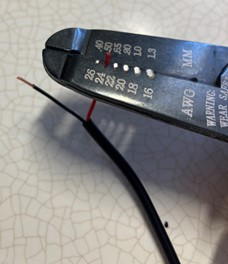 .40 .50 .65 .80 1.0 1.3 MM
26 24 22 20 18 16 AWG
WARNING:
WEAR S